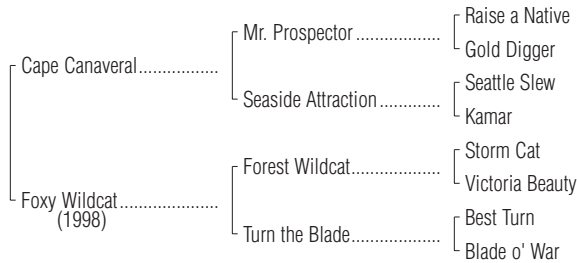 Raise a Native
Mr. Prospector ..................
Gold Digger
Cape Canaveral.................
Seattle Slew
Seaside Attraction .............
Kamar
Storm Cat
Forest Wildcat...................
Victoria Beauty
Foxy Wildcat.....................
(1998)
Best Turn
Turn the Blade...................
Blade o' War